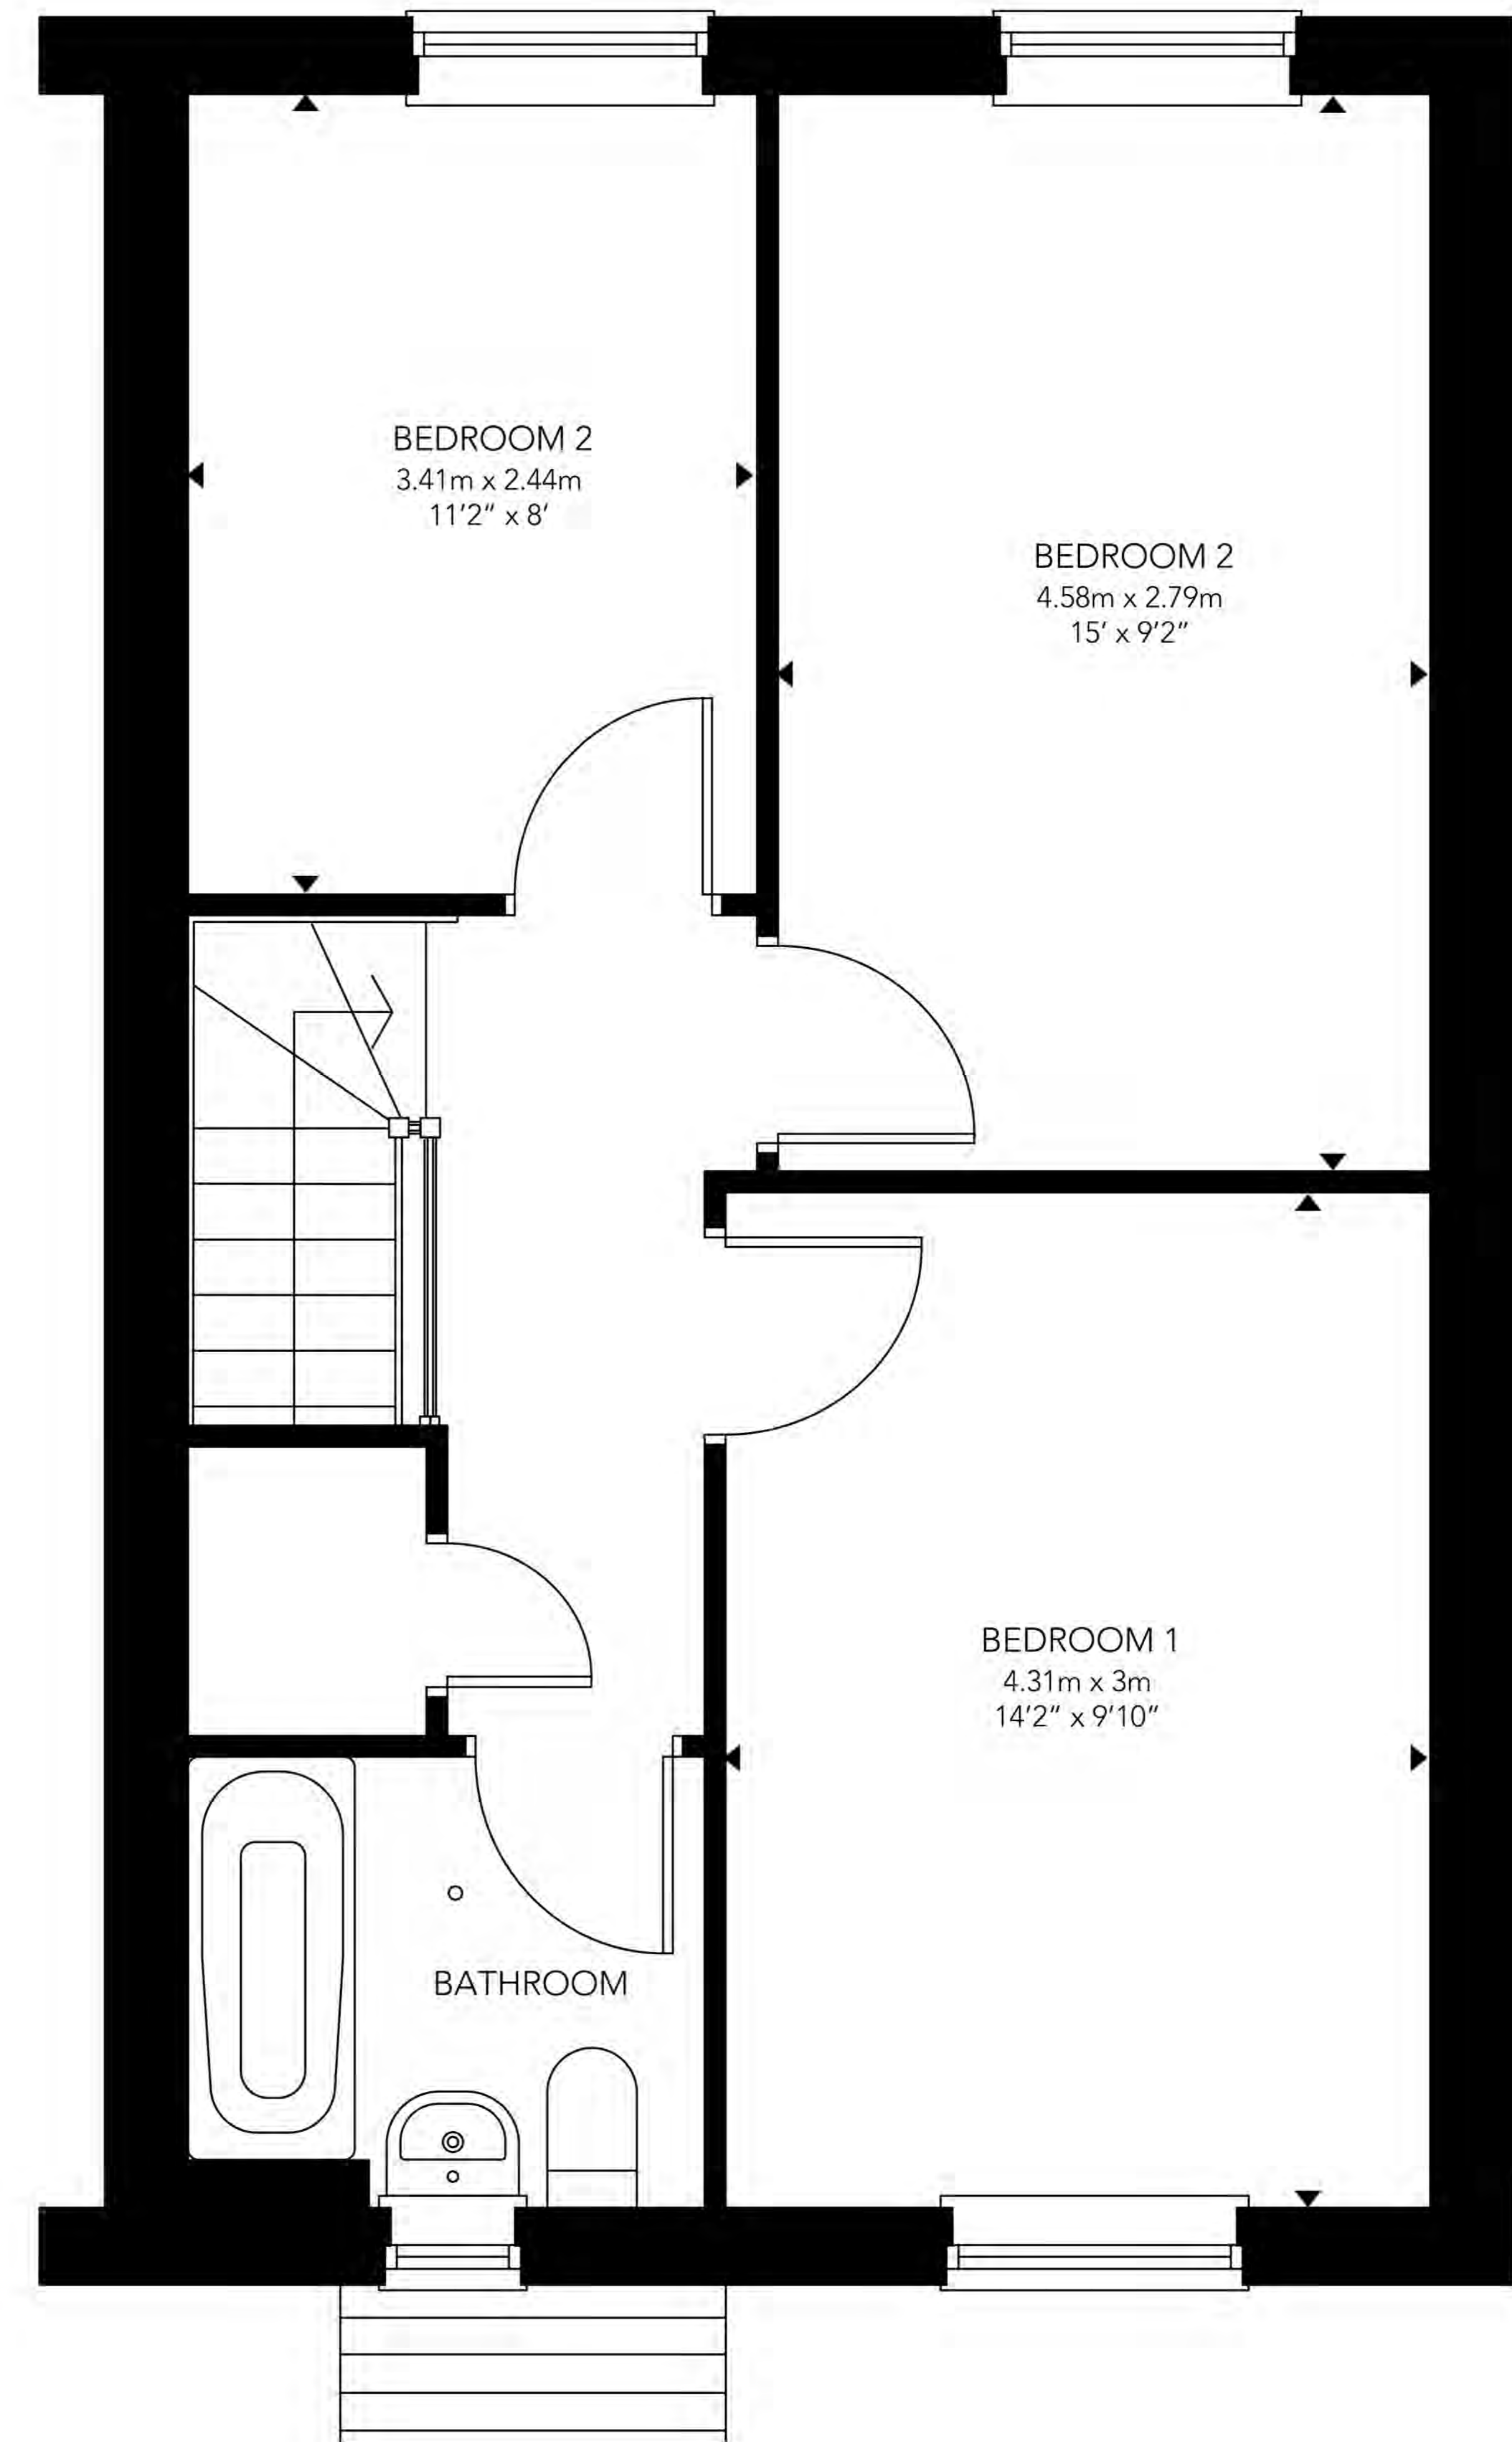 BEDROOM 2
3.41m x 2.44m
11’2” x 8’
BEDROOM 2
4.58m x 2.79m
15’ x 9’2”
BEDROOM 1
4.31m x 3m
14’2” x 9’10”
BATHROOM